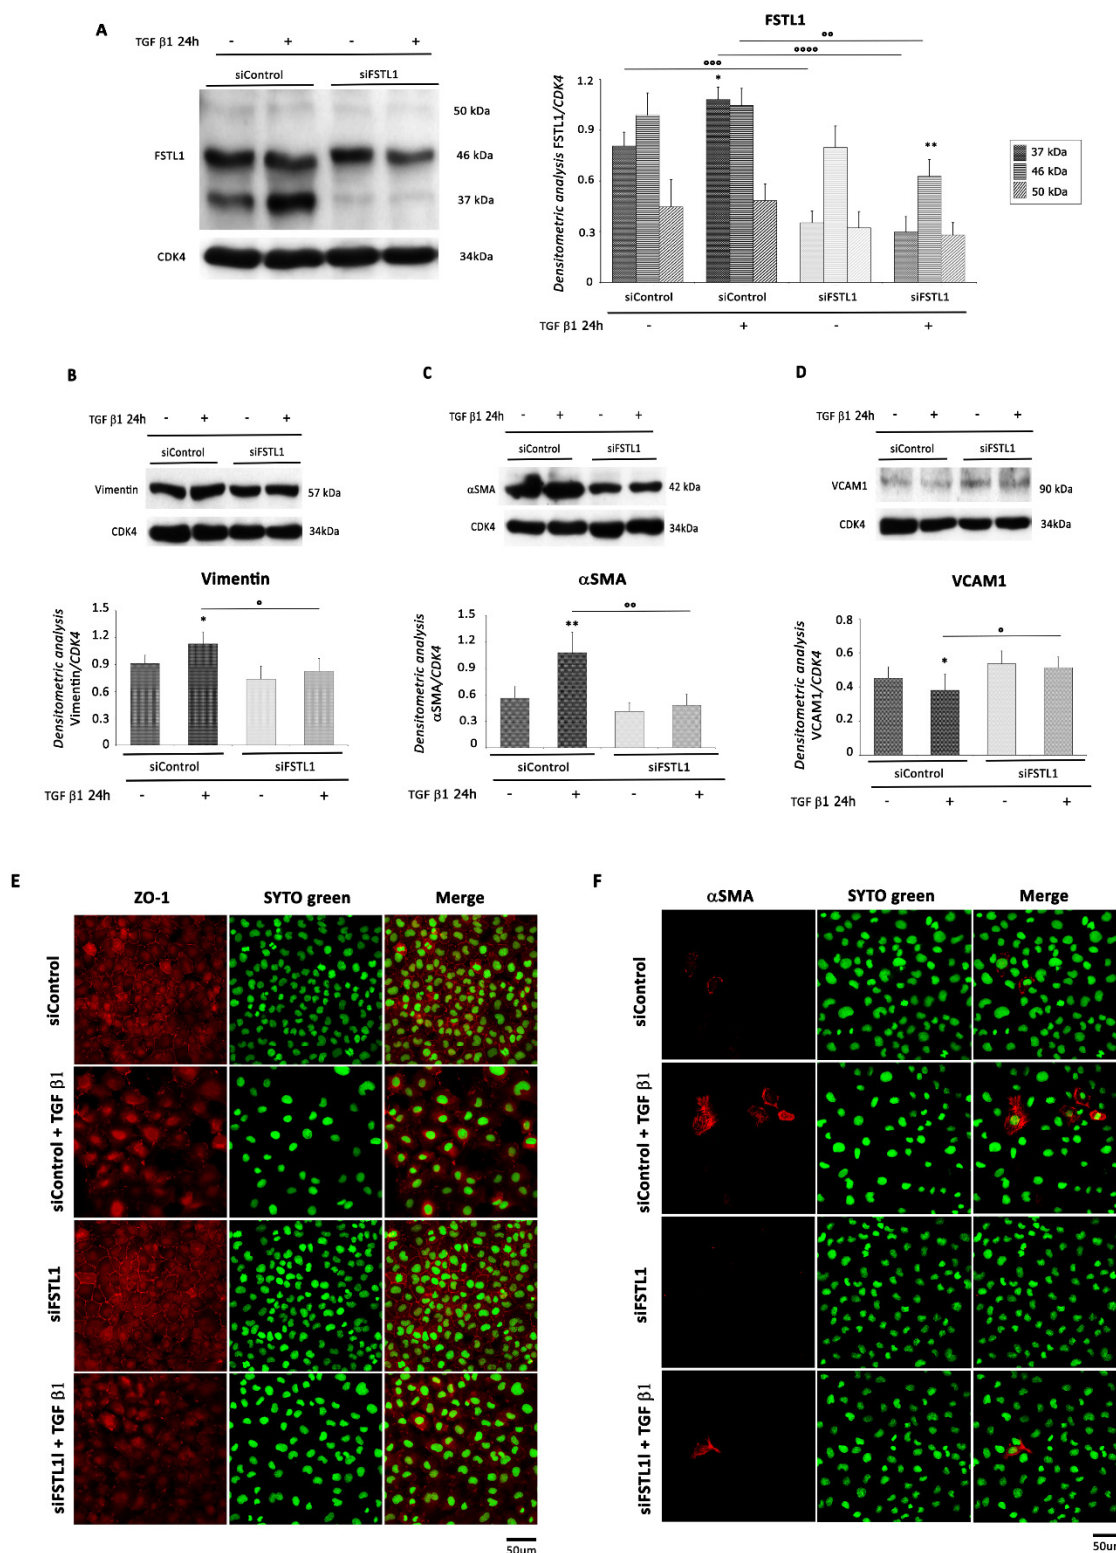 A
TGF β1 24h - + - +
siControl siFSTL1
50 kDa
FSTL1 46 kDa
37 kDa
CDK4 34kDa
FSTL1
°°
°°°°
°°°
*
**
Densitometric analysis FSTL1/CDK4
1.2
0.9
0.6
0.3
0
37 kDa
46 kDa
50 kDa
siControl siControl siFSTL1 siFSTL1
TGF β1 24h - + - +
B
TGF β1 24h - + - +
siControl siFSTL1
Vimentin 57 kDa
CDK4 34kDa
Vimentin
Densitometric analysis
Vimentin/CDK4
1.5
1.2
0.9
0.6
0.3
0
°
*
siControl siFSTL1
TGF β1 24h - + - +
C
TGF β1 24h - + - +
siControl siFSTL1
αSMA 42 kDa
CDK4 34kDa
αSMA
Densitometric analysis
αSMA/CDK4
1.5
1.2
0.9
0.6
0.3
0
°°
**
siControl siFSTL1
TGF β1 24h - + - +
D
TGF β1 24h - + - +
siControl siFSTL1
VCAM1 90 kDa
CDK4 34kDa
VCAM1
Densitometric analysis
VCAM1/CDK4
0.8
0.6
0.4
0.2
0
°
*
siControl siFSTL1
TGF β1 24h - + - +
E
ZO-1 SYTO green Merge
siControl
siControl + TGF β1
siFSTL1
siFSTL1l + TGF β1
50um
F
αSMA SYTO green Merge
siControl
siControl + TGF β1
siFSTL1
siFSTL1l + TGF β1
50um